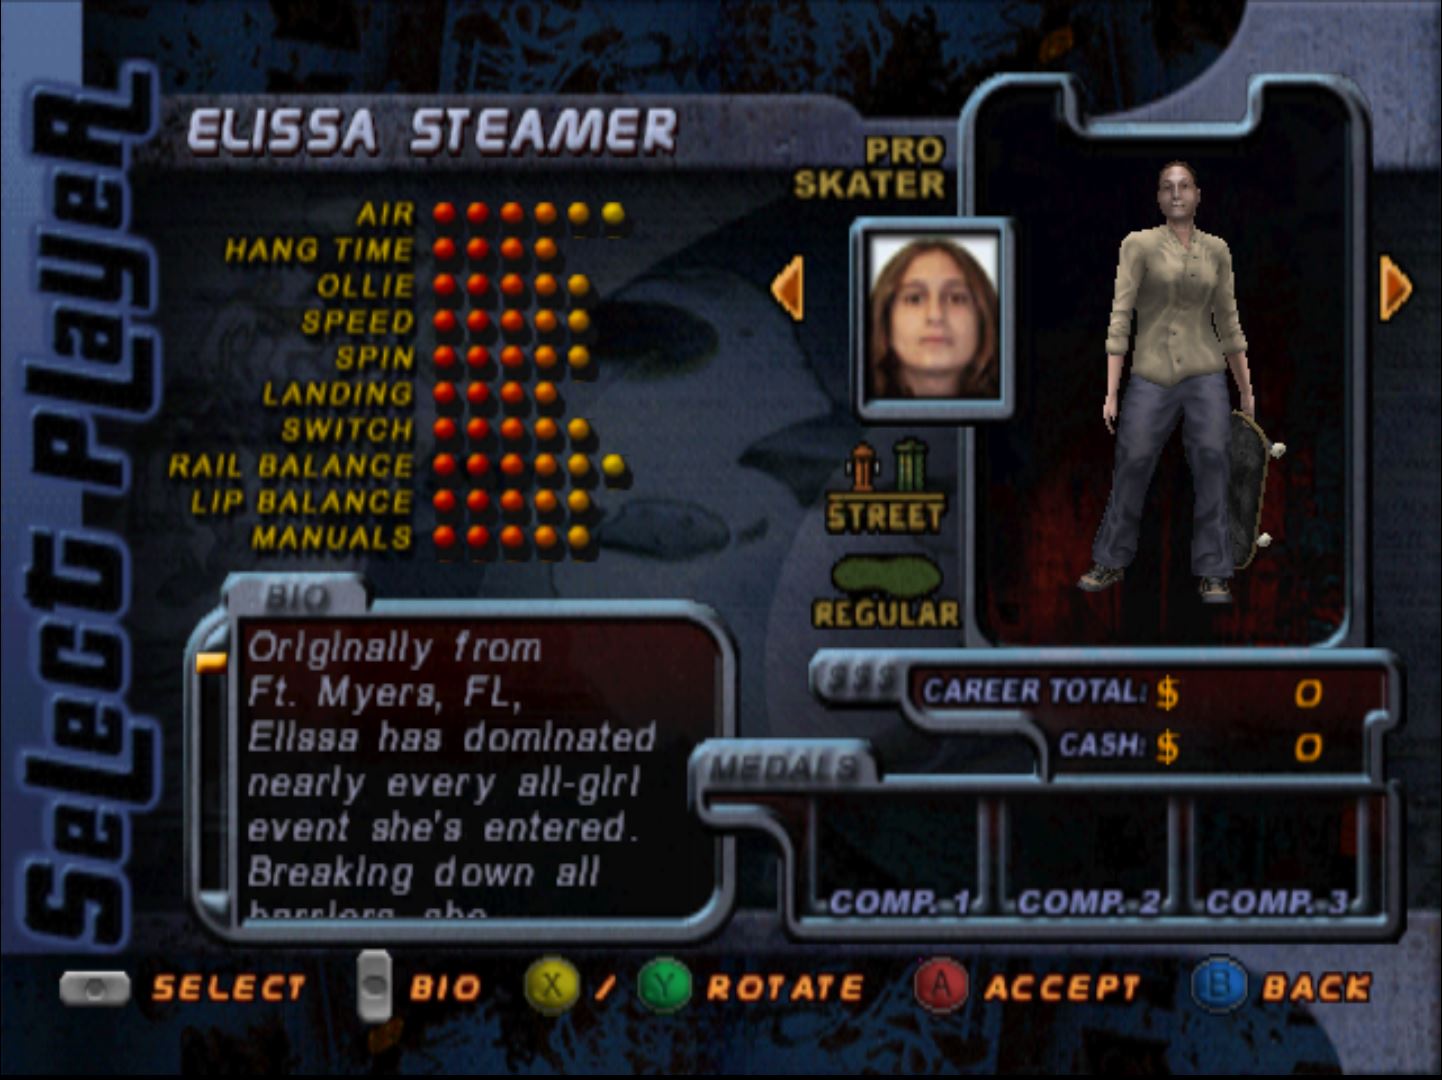 Select Player
ELISSA STEAMER
PRO
SKATER
AIR
HANG TIME
OLLIE
SPEED
SPIN
LANDING
SWITCH
RAIL BALANCE
LIP BALANCE
MANUALS
STREET
REGULAR
BIO
Originally from
Ft. Myers, FL,
Elissa has dominated
nearly every all-girl
event she's entered.
Breaking down all
barriers, she
$$$
CAREER TOTAL: $ 0
CASH: $ 0
MEDALS
COMP. 1 COMP. 2 COMP. 3
SELECT BIO X / Y ROTATE A ACCEPT B BACK